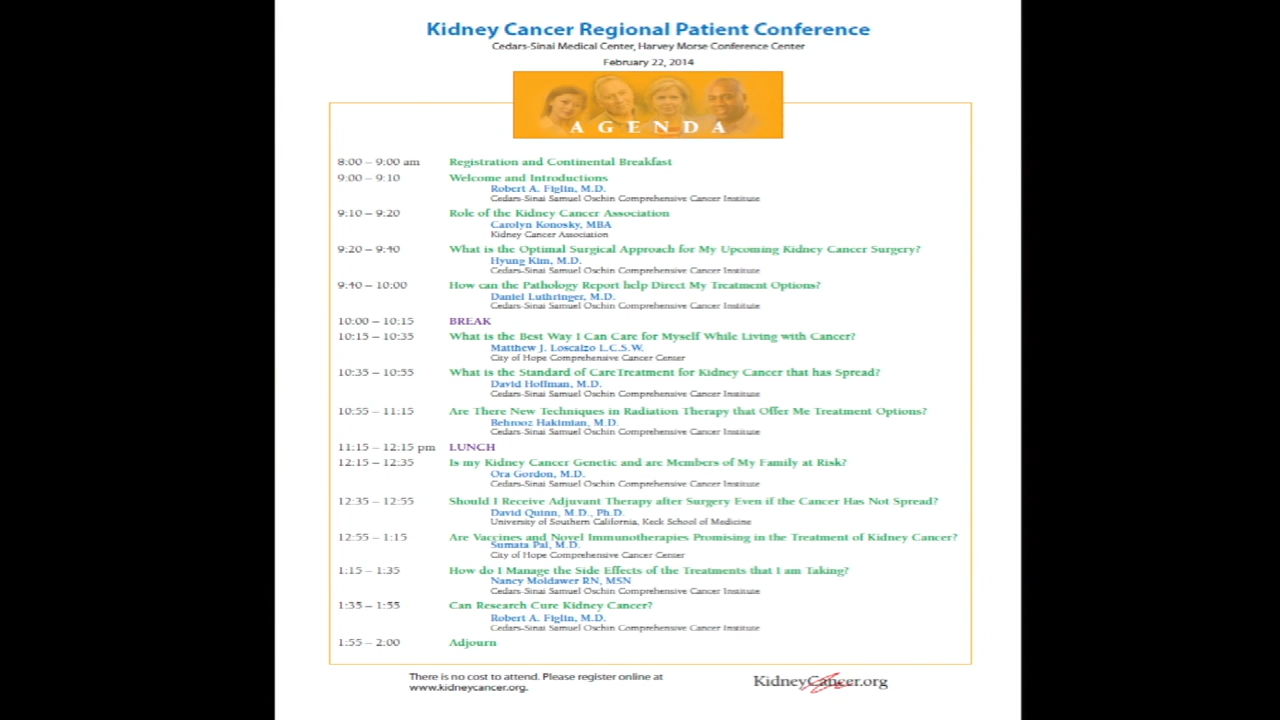 Kidney Cancer Regional Patient Conference
Cedars-Sinai Medical Center, Harvey Morse Conference Center
February 22, 2014
AGENDA
8:00 – 9:00 am Registration and Continental Breakfast
9:00 – 9:10 Welcome and Introductions
Robert A. Figlin, M.D.
Cedars-Sinai Samuel Oschin Comprehensive Cancer Institute
9:10 – 9:20 Role of the Kidney Cancer Association
Carolyn Konosky, MBA
Kidney Cancer Association
9:20 – 9:40 What is the Optimal Surgical Approach for My Upcoming Kidney Cancer Surgery?
Hyung Kim, M.D.
Cedars-Sinai Samuel Oschin Comprehensive Cancer Institute
9:40 – 10:00 How can the Pathology Report help Direct My Treatment Options?
Daniel Luthringer, M.D.
Cedars-Sinai Samuel Oschin Comprehensive Cancer Institute
10:00 – 10:15 BREAK
10:15 – 10:35 What is the Best Way I Can Care for Myself While Living with Cancer?
Matthew J. Loscalzo L.C.S.W.
City of Hope Comprehensive Cancer Center
10:35 – 10:55 What is the Standard of CareTreatment for Kidney Cancer that has Spread?
David Hoffman, M.D.
Cedars-Sinai Samuel Oschin Comprehensive Cancer Institute
10:55 – 11:15 Are There New Techniques in Radiation Therapy that Offer Me Treatment Options?
Behrooz Hakimian, M.D.
Cedars-Sinai Samuel Oschin Comprehensive Cancer Institute
11:15 – 12:15 pm LUNCH
12:15 – 12:35 Is my Kidney Cancer Genetic and are Members of My Family at Risk?
Ora Gordon, M.D.
Cedars-Sinai Samuel Oschin Comprehensive Cancer Institute
12:35 – 12:55 Should I Receive Adjuvant Therapy after Surgery Even if the Cancer Has Not Spread?
David Quinn, M.D., Ph.D.
University of Southern California, Keck School of Medicine
12:55 – 1:15 Are Vaccines and Novel Immunotherapies Promising in the Treatment of Kidney Cancer?
Sumata Pal, M.D.
City of Hope Comprehensive Cancer Center
1:15 – 1:35 How do I Manage the Side Effects of the Treatments that I am Taking?
Nancy Moldawer RN, MSN
Cedars-Sinai Samuel Oschin Comprehensive Cancer Institute
1:35 – 1:55 Can Research Cure Kidney Cancer?
Robert A. Figlin, M.D.
Cedars-Sinai Samuel Oschin Comprehensive Cancer Institute
1:55 – 2:00 Adjourn
There is no cost to attend. Please register online at
www.kidneycancer.org.
KidneyCancer.org